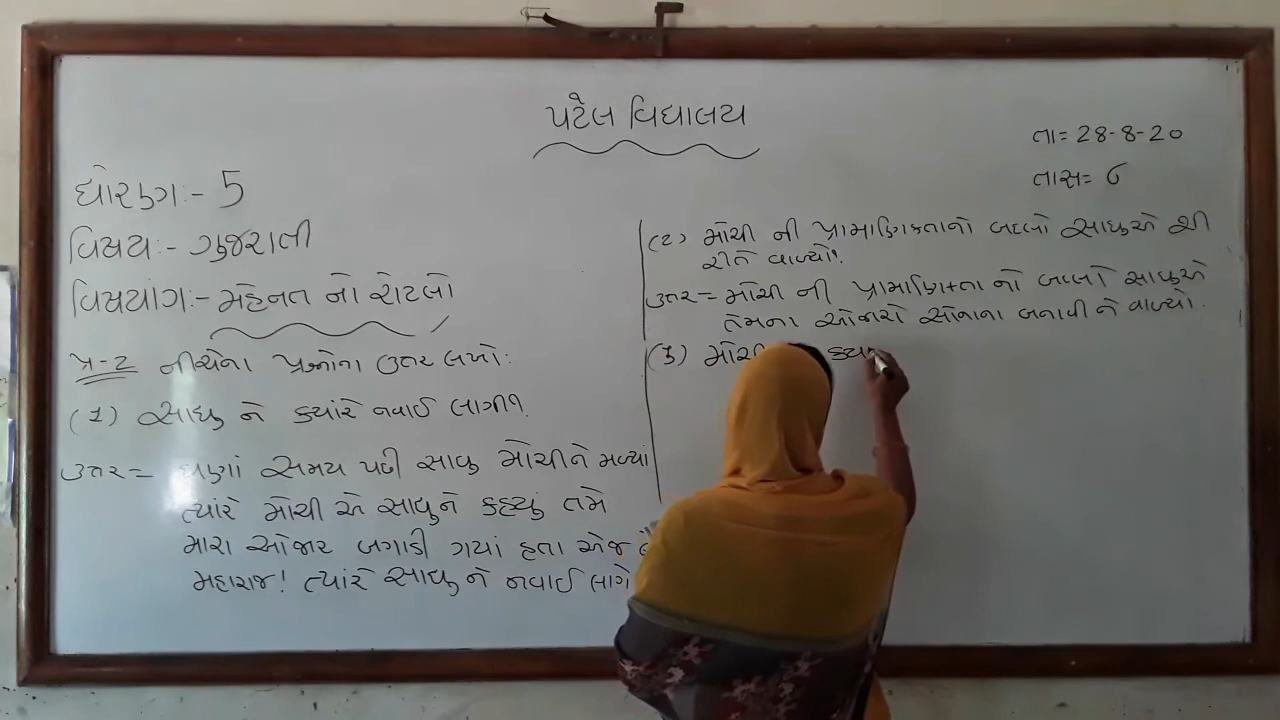 પટેલ વિદ્યાલય
તા= 28-8-20
તાસ= ૮
ધોરણ:- 5
વિષય:- ગુજરાતી
વિષયાંગ:- મહેનત નો રોટલો
પ્ર-2 નીચેના પ્રશ્નોના ઉત્તર લખો:
(1) સાધુ ને ક્યારે નવાઈ લાગી?
ઉત્તર= ઘણાં સમય પછી સાધુ મોચીને મળ્યાં
ત્યારે મોચી એ સાધુને કહ્યું તમે
મારા ઓજાર બગાડી ગયાં હતા એજ
મહારાજ! ત્યારે સાધુ ને નવાઈ લાગે
(2) મોચી ની પ્રામાણિકતાનો બદલો સાધુએ શી
રીતે વાળ્યો?
ઉત્તર= મોચી ની પ્રામાણિકતા નો બદલો સાધુએ
તેમના ઓજારો સોનાના બનાવી ને વાળ્યો.
(3) મોચી